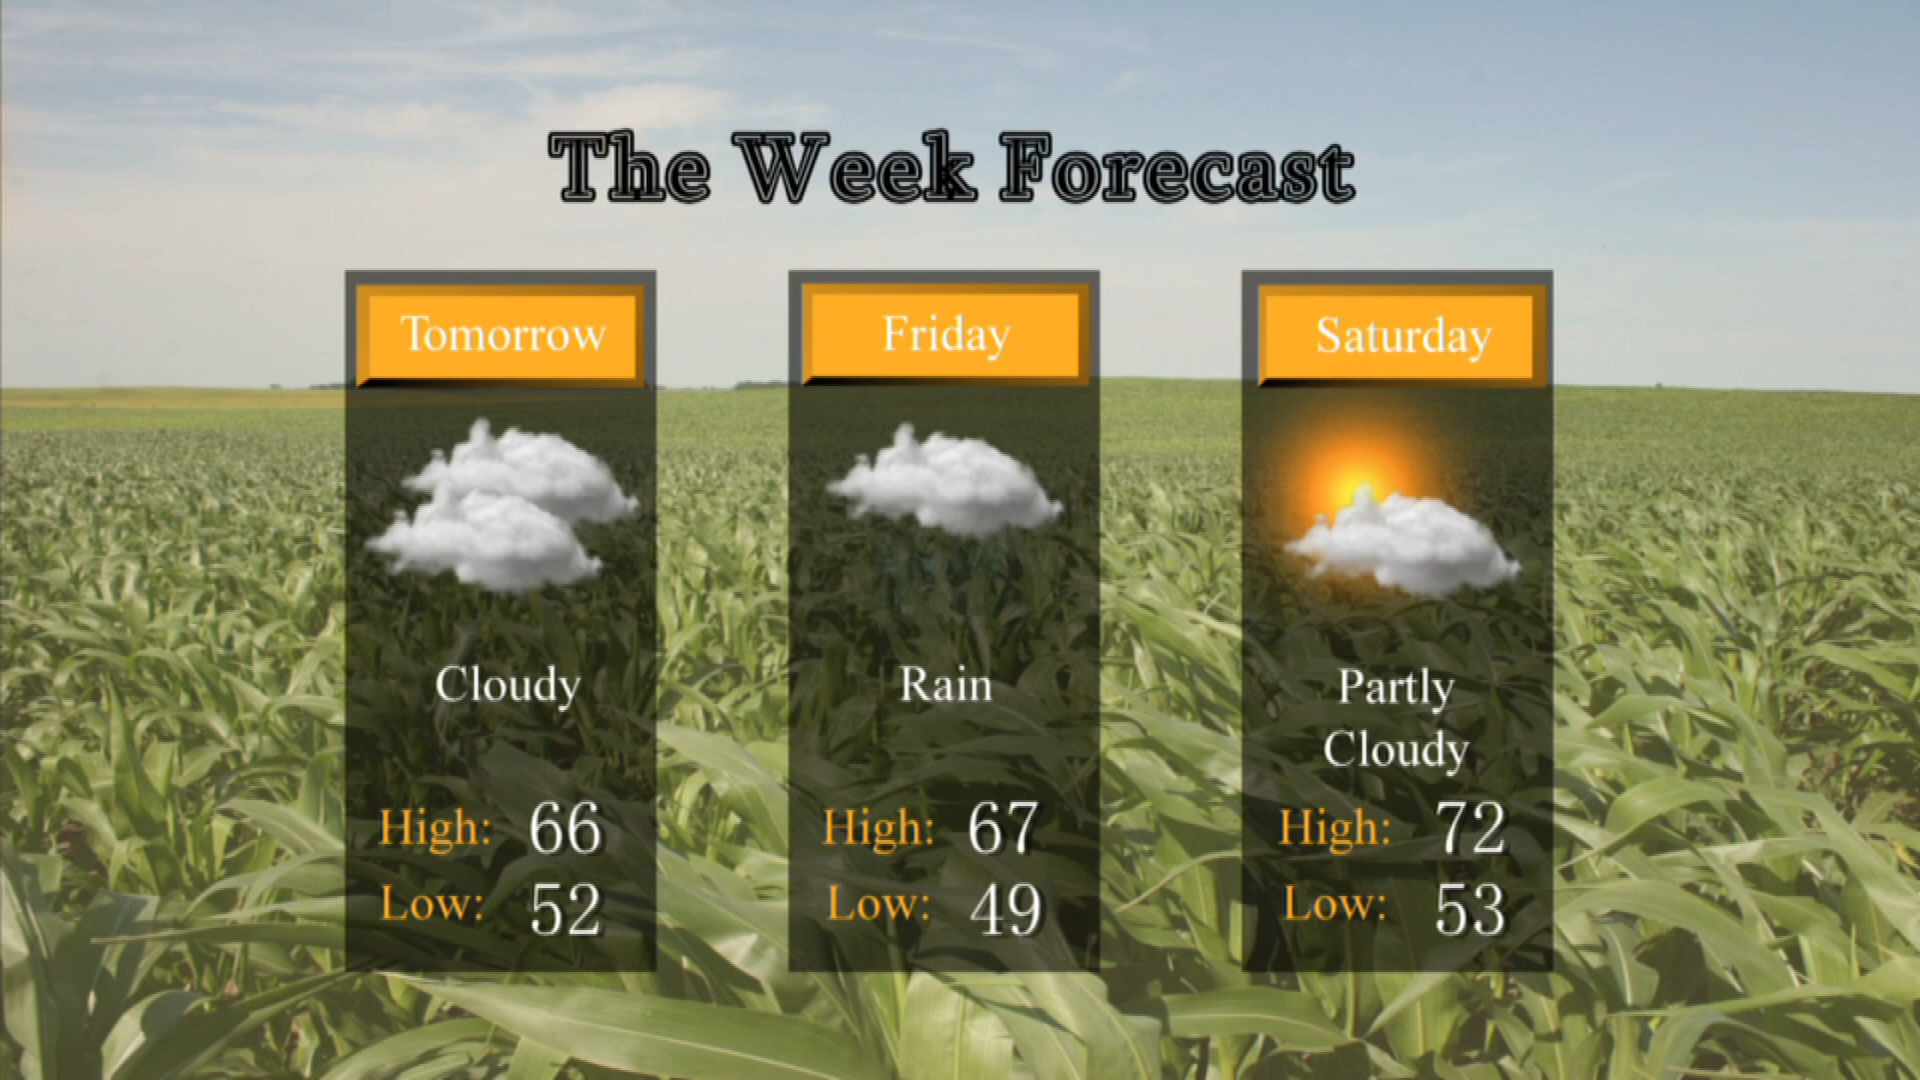 The Week Forecast
Tomorrow
Cloudy
High: 66
Low: 52
Friday
Rain
High: 67
Low: 49
Saturday
Partly
Cloudy
High: 72
Low: 53